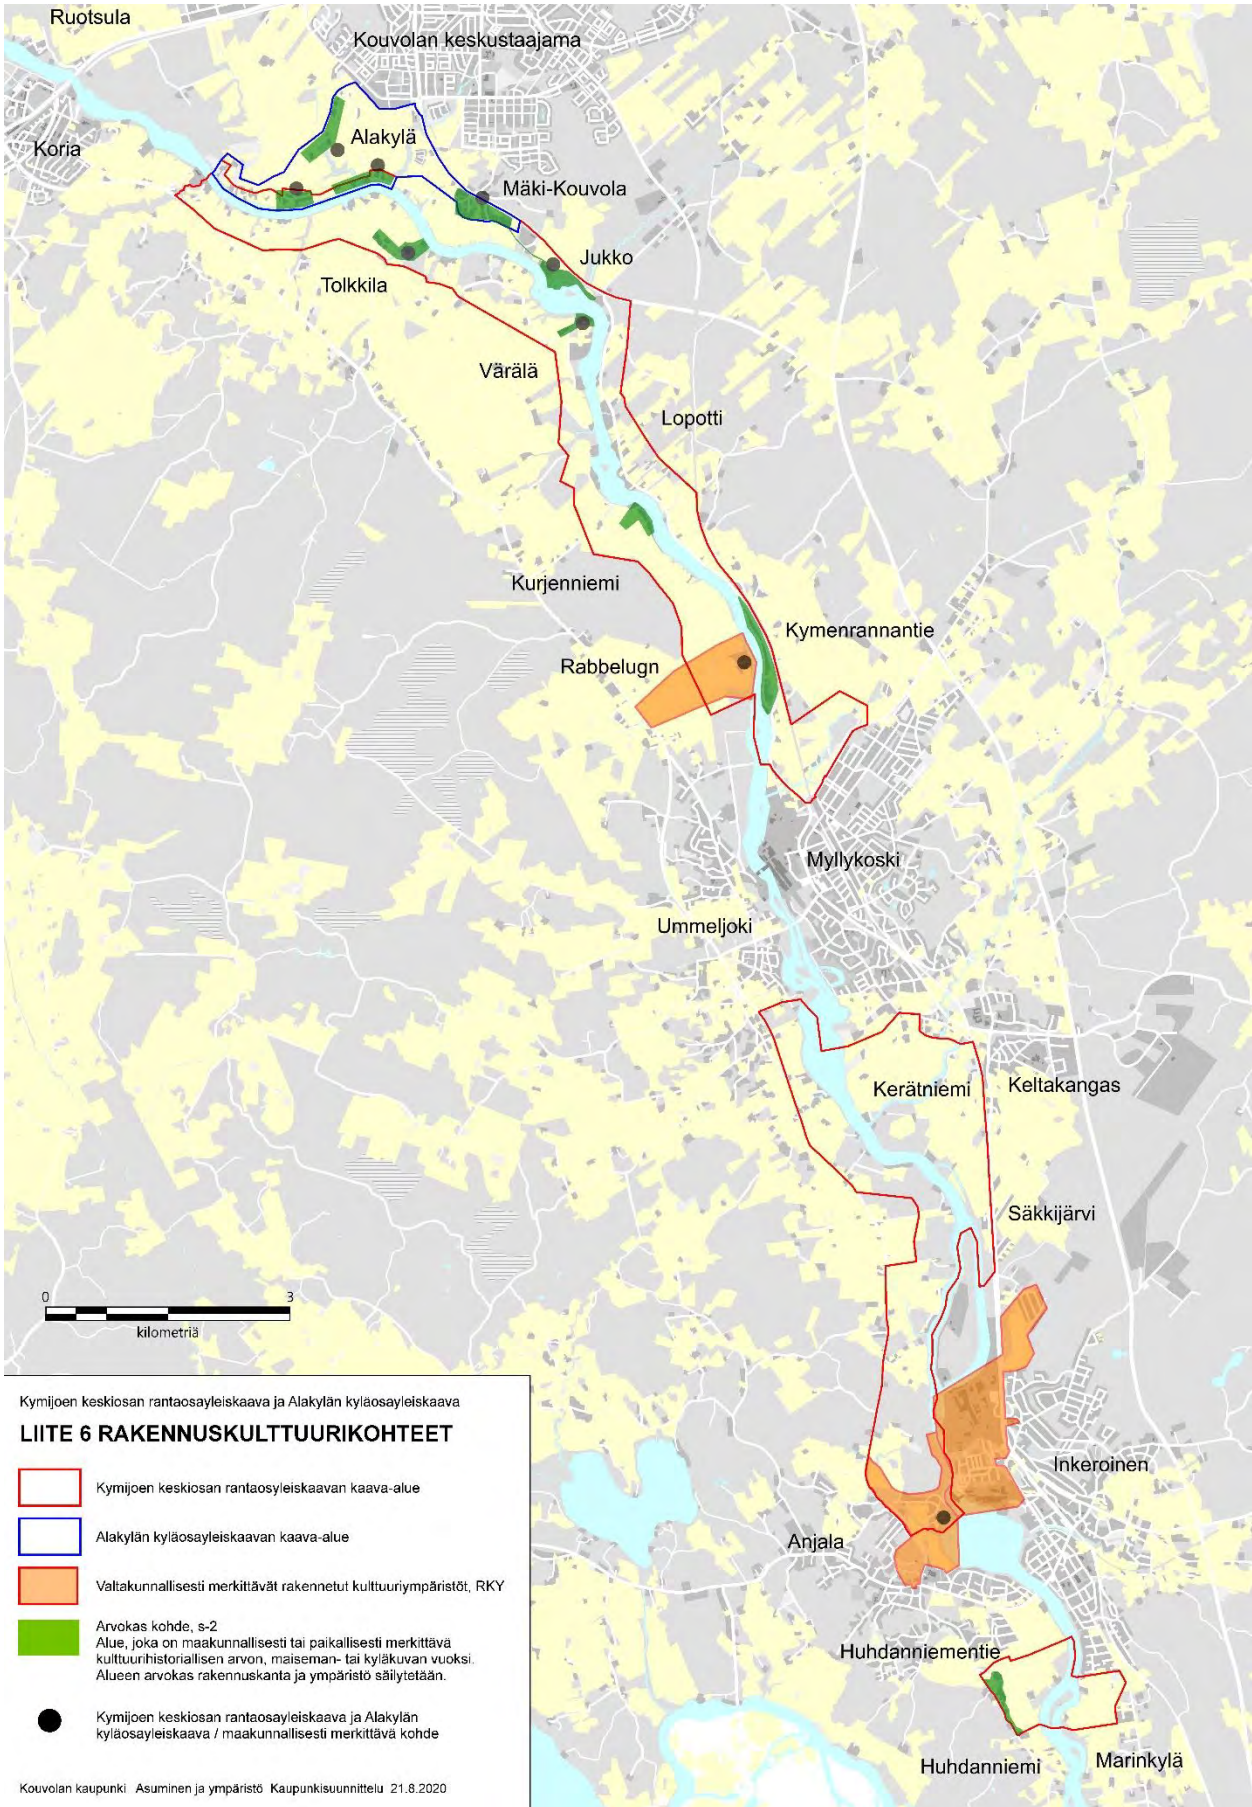 Ruotsula
Kouvolan keskustaajama
Koria
Alakylä
Mäki-Kouvola
Jukko
Tolkkila
Värälä
Lopotti
Kurjenniemi
Kymenrannantie
Rabbelugn
Myllykoski
Ummeljoki
Kerätniemi
Keltakangas
Säkkijärvi
0 3
kilometriä
Inkeroinen
Anjala
Huhdanniementie
Huhdanniemi
Marinkylä
Kymijoen keskiosan rantaosayleiskaava ja Alakylän kyläosayleiskaava
LIITE 6 RAKENNUSKULTTUURIKOHTEET
Kymijoen keskiosan rantaosyleiskaavan kaava-alue
Alakylän kyläosayleiskaavan kaava-alue
Valtakunnallisesti merkittävät rakennetut kulttuuriympäristöt, RKY
Arvokas kohde, s-2
Alue, joka on maakunnallisesti tai paikallisesti merkittävä
kulttuurihistoriallisen arvon, maiseman- tai kyläkuvan vuoksi.
Alueen arvokas rakennuskanta ja ympäristö säilytetään.
Kymijoen keskiosan rantaosayleiskaava ja Alakylän
kyläosayleiskaava / maakunnallisesti merkittävä kohde
Kouvolan kaupunki Asuminen ja ympäristö Kaupunkisuunnittelu 21.8.2020